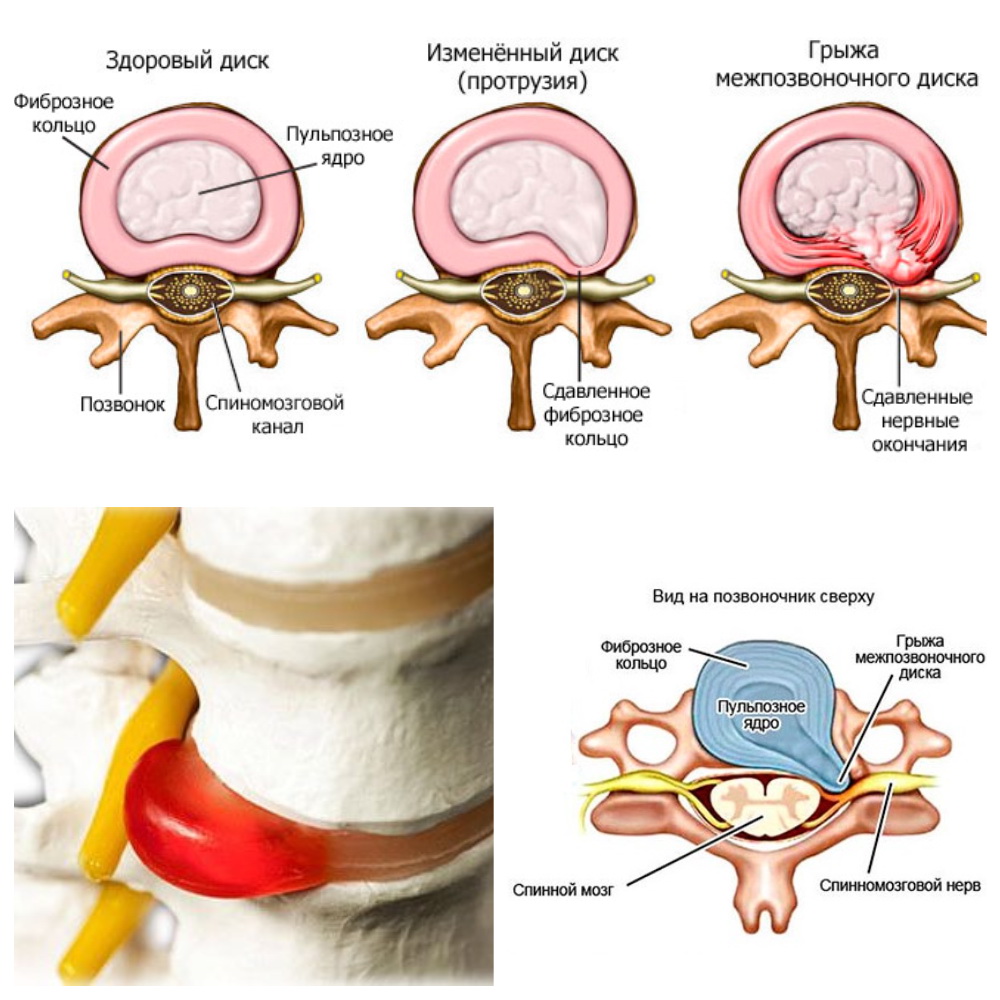 Здоровый диск
Изменённый диск
(протрузия)
Грыжа
межпозвоночного диска
Фиброзное
кольцо
Пульпозное
ядро
Позвонок
Спиномозговой
канал
Сдавленное
фиброзное
кольцо
Сдавленные
нервные
окончания
Вид на позвоночник сверху
Фиброзное
кольцо
Грыжа
межпозвоночного
диска
Пульпозное
ядро
Спинной мозг
Спинномозговой нерв